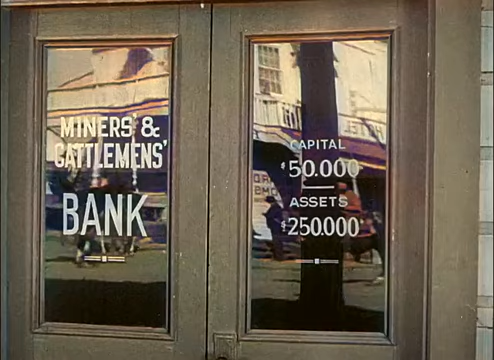 MINERS' &
CATTLEMENS'
BANK
CAPITAL
$50.000
ASSETS
$250.000